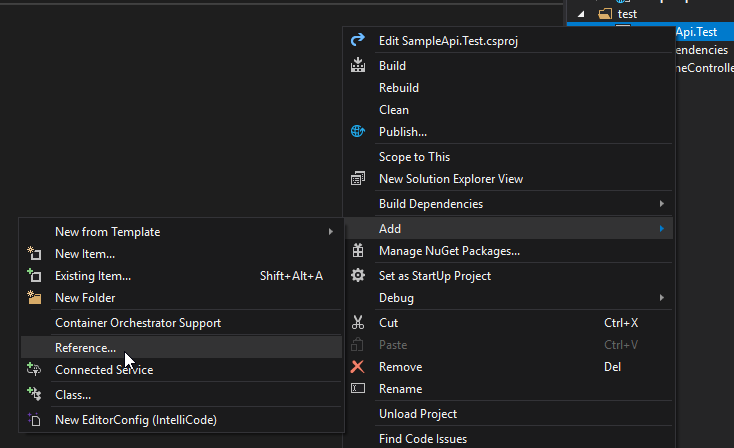 test
Api.Test
endencies
neControlle
Edit SampleApi.Test.csproj
Build
Rebuild
Clean
Publish...
Scope to This
New Solution Explorer View
Build Dependencies
Add
Manage NuGet Packages...
Set as StartUp Project
Debug
Cut Ctrl+X
Paste Ctrl+V
Remove Del
Rename
Unload Project
Find Code Issues
New from Template
New Item...
Existing Item... Shift+Alt+A
New Folder
Container Orchestrator Support
Reference...
Connected Service
Class...
New EditorConfig (IntelliCode)